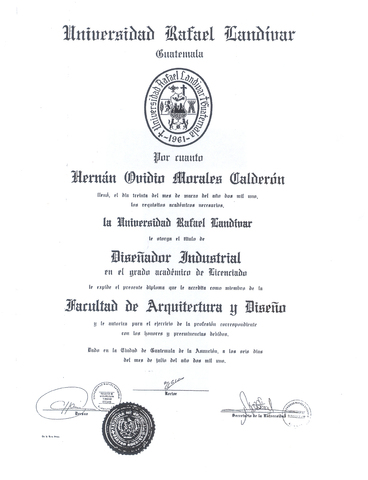 Universidad Rafael Landívar
Guatemala
Universidad Rafael Landívar Guatemala
1961
Por cuanto
Hernán Ovidio Morales Calderón
llenó, el día treinta del mes de marzo del año dos mil uno,
los requisitos académicos necesarios,
la Universidad Rafael Landívar
le otorga el título de
Diseñador Industrial
en el grado académico de Licenciado
le expide el presente diploma que le acredita como miembro de la
Facultad de Arquitectura y Diseño
y le autoriza para el ejercicio de la profesión correspondiente
con los honores y preeminencias debidos.
Dado en la Ciudad de Guatemala de la Asunción, a los seis días
del mes de julio del año dos mil uno.
Decano
Rector
Secretaria de la Universidad